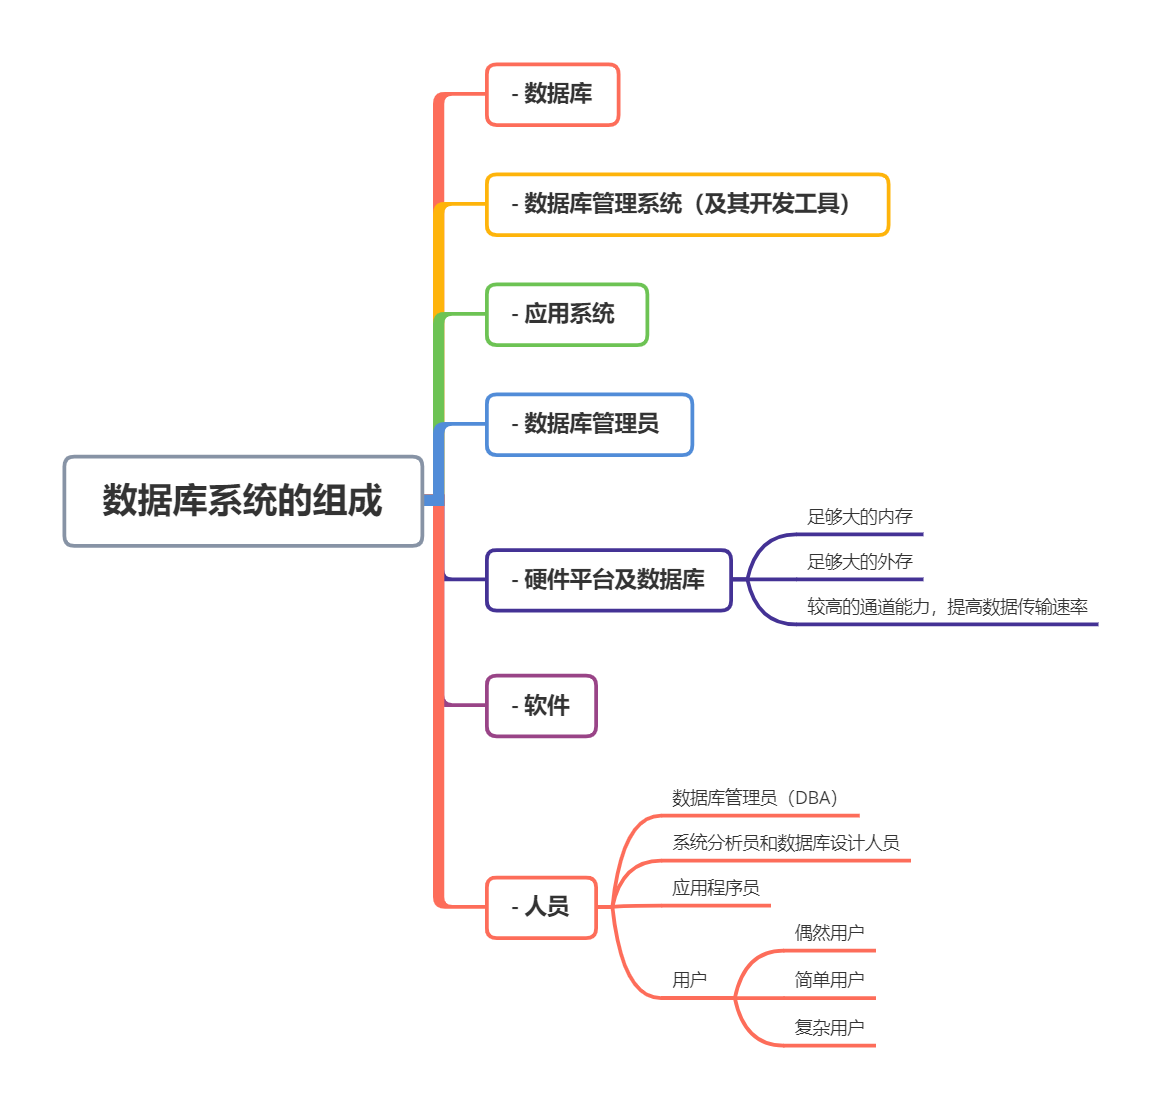 数据库系统的组成
- 数据库
- 数据库管理系统（及其开发工具）
- 应用系统
- 数据库管理员
- 硬件平台及数据库
足够大的内存
足够大的外存
较高的通道能力，提高数据传输速率
- 软件
- 人员
数据库管理员（DBA）
系统分析员和数据库设计人员
应用程序员
用户
偶然用户
简单用户
复杂用户